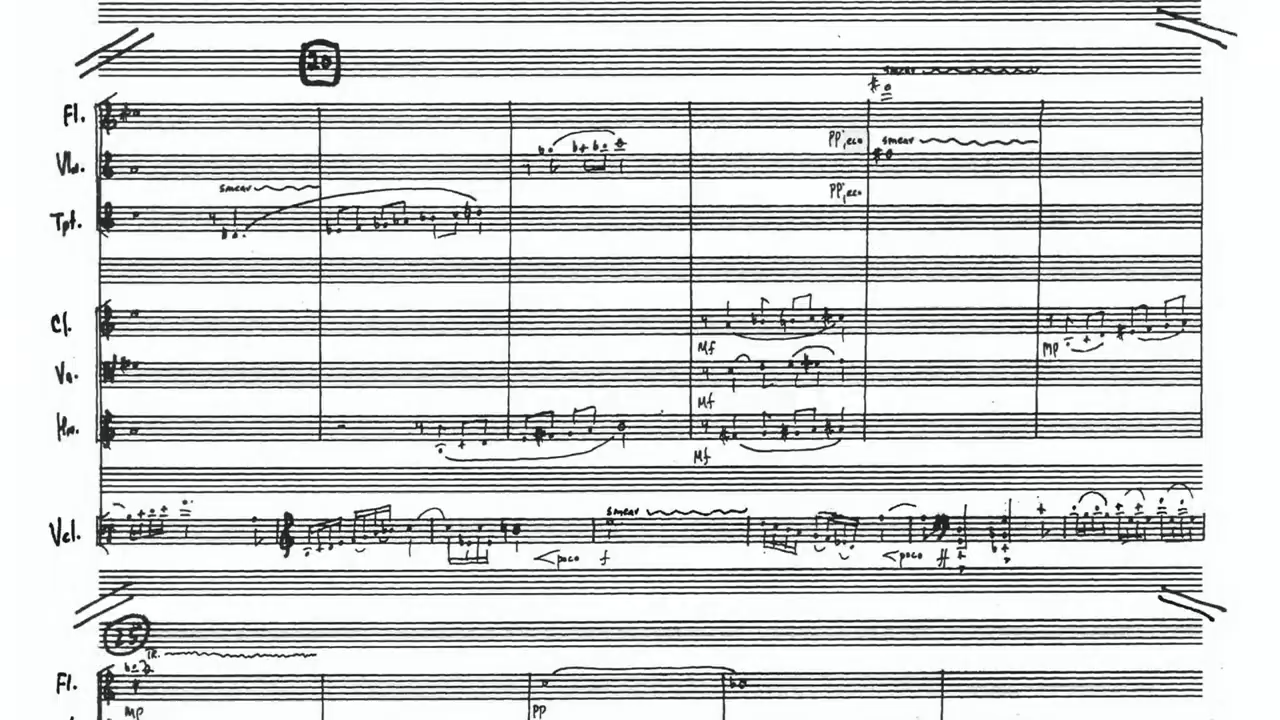 20
smear
Fl.
PP, eco
smear
Vln.
smear
PP, eco
Tpt.
Cl.
Mf
MP
Va.
Mf
Hn.
Mf
smear
Vcl.
poco f
poco ff
25
TR.
Fl.
MP
PP